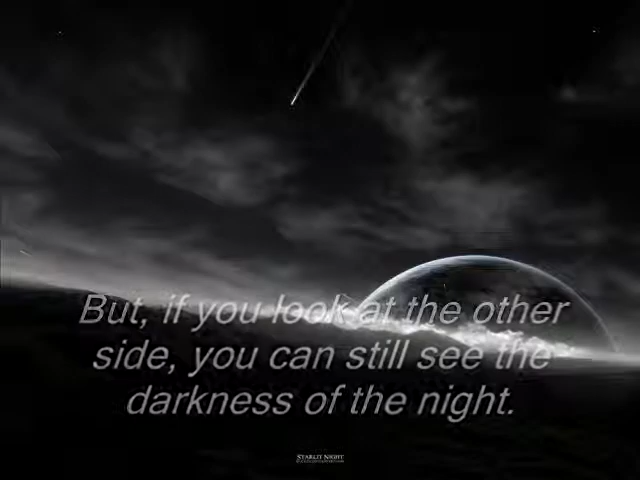 But, if you look at the other
side, you can still see the
darkness of the night.
STARLIT NIGHT